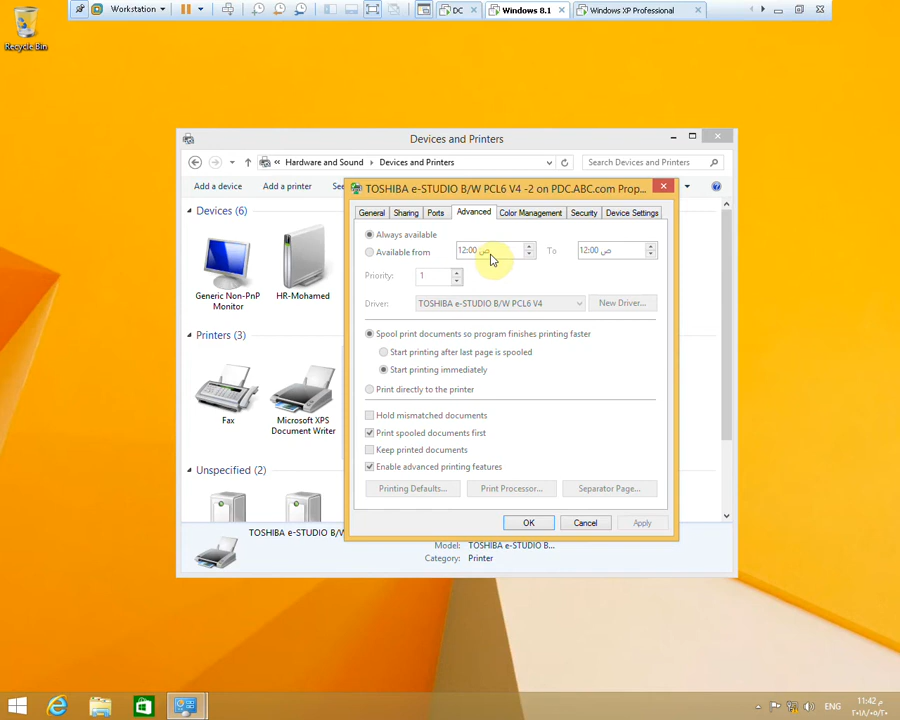 Workstation
DC
Windows 8.1
Windows XP Professional
Recycle Bin
Devices and Printers
« Hardware and Sound Devices and Printers
Search Devices and Printers
Add a device
Add a printer
TOSHIBA e-STUDIO B/W PCL6 V4 -2 on PDC.ABC.com Prop...
General
Sharing
Ports
Advanced
Color Management
Security
Device Settings
Devices (6)
Always available
Available from
12:00 ص
To
12:00 ص
Priority:
1
Driver:
TOSHIBA e-STUDIO B/W PCL6 V4
New Driver...
Generic Non-PnP
Monitor
HR-Mohamed
Printers (3)
Spool print documents so program finishes printing faster
Start printing after last page is spooled
Start printing immediately
Print directly to the printer
Fax
Microsoft XPS
Document Writer
Hold mismatched documents
Print spooled documents first
Keep printed documents
Enable advanced printing features
Unspecified (2)
Printing Defaults...
Print Processor...
Separator Page...
OK
Cancel
Apply
TOSHIBA e-STUDIO B/W
Model:
TOSHIBA e-STUDIO B...
Category:
Printer
ENG
11:42 م